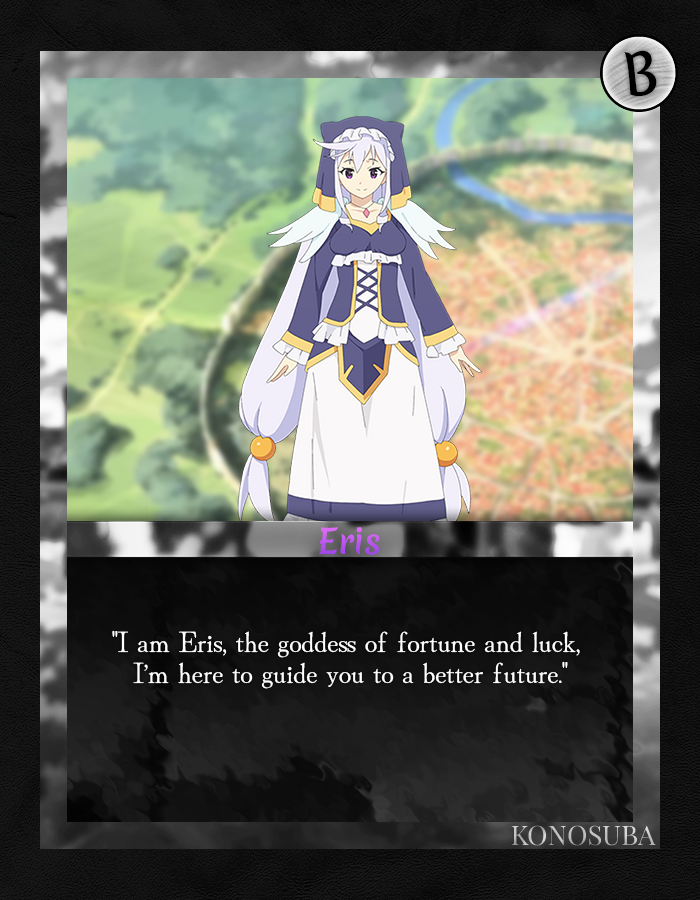 B
Eris
"I am Eris, the goddess of fortune and luck,
I'm here to guide you to a better future."
KONOSUBA